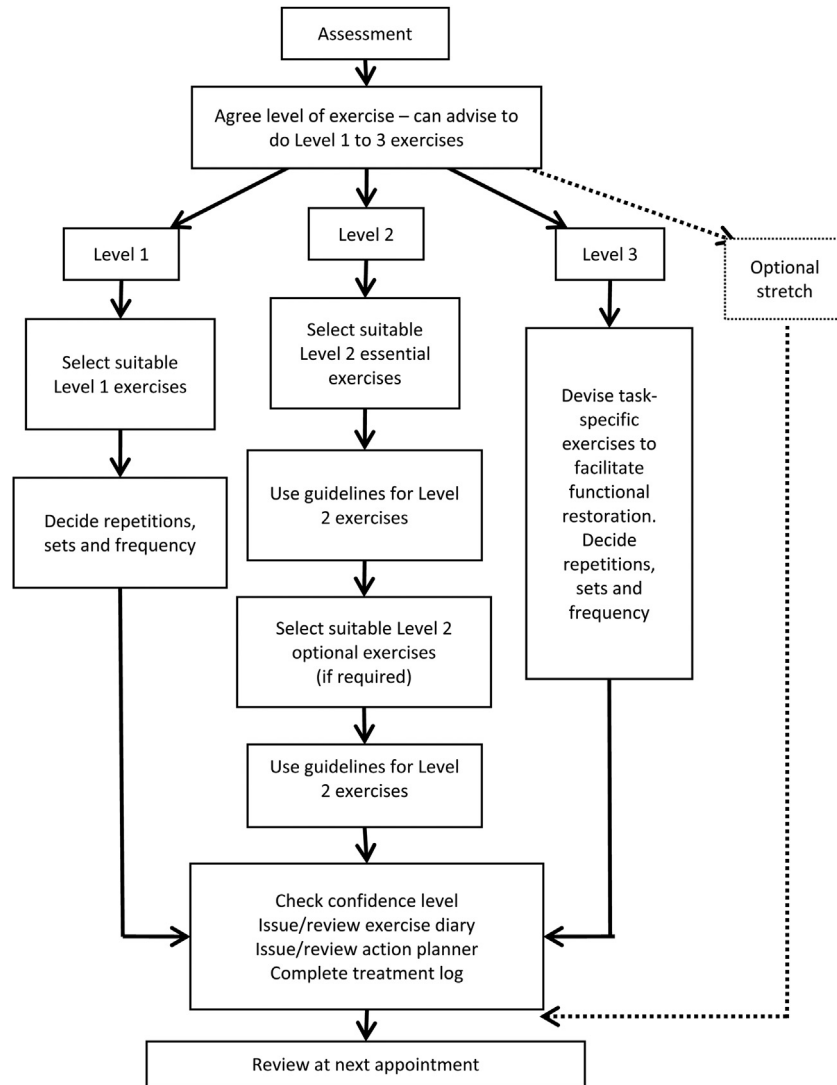 Assessment
Agree level of exercise – can advise to
do Level 1 to 3 exercises
Level 1
Level 2
Level 3
Optional
stretch
Select suitable
Level 1 exercises
Decide repetitions,
sets and frequency
Select suitable
Level 2 essential
exercises
Use guidelines for Level
2 exercises
Select suitable Level 2
optional exercises
(if required)
Use guidelines for Level
2 exercises
Devise task-
specific
exercises to
facilitate
functional
restoration.
Decide
repetitions,
sets and
frequency
Check confidence level
Issue/review exercise diary
Issue/review action planner
Complete treatment log
Review at next appointment